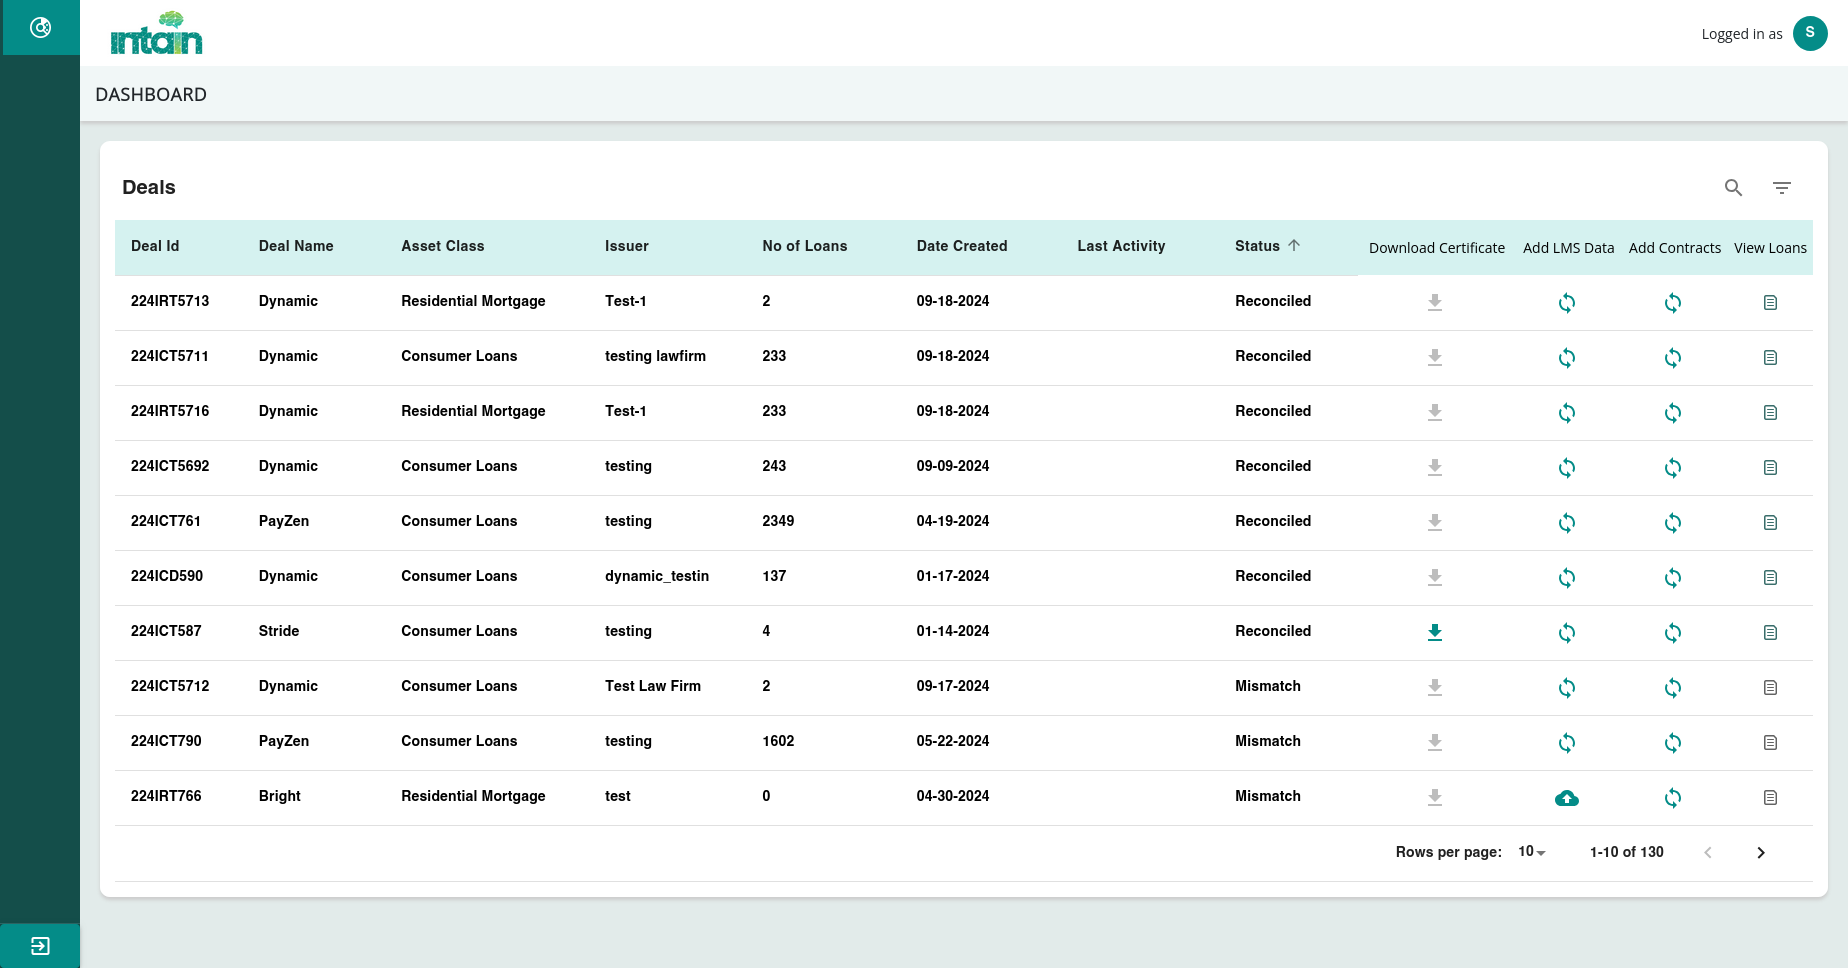 intain
Logged in as S
DASHBOARD
Deals
Deal Id Deal Name Asset Class Issuer No of Loans Date Created Last Activity Status Download Certificate Add LMS Data Add Contracts View Loans
224IRT5713 Dynamic Residential Mortgage Test-1 2 09-18-2024 Reconciled
224ICT5711 Dynamic Consumer Loans testing lawfirm 233 09-18-2024 Reconciled
224IRT5716 Dynamic Residential Mortgage Test-1 233 09-18-2024 Reconciled
224ICT5692 Dynamic Consumer Loans testing 243 09-09-2024 Reconciled
224ICT761 PayZen Consumer Loans testing 2349 04-19-2024 Reconciled
224ICD590 Dynamic Consumer Loans dynamic_testin 137 01-17-2024 Reconciled
224ICT587 Stride Consumer Loans testing 4 01-14-2024 Reconciled
224ICT5712 Dynamic Consumer Loans Test Law Firm 2 09-17-2024 Mismatch
224ICT790 PayZen Consumer Loans testing 1602 05-22-2024 Mismatch
224IRT766 Bright Residential Mortgage test 0 04-30-2024 Mismatch
Rows per page: 10 1-10 of 130